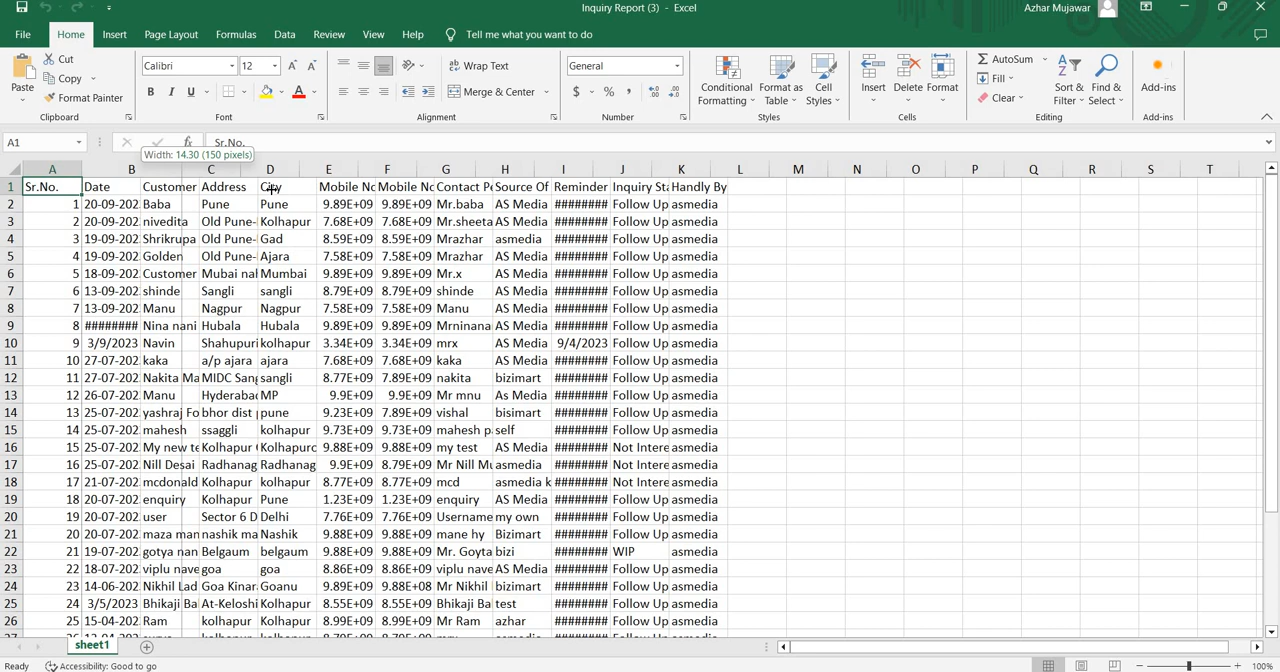 Inquiry Report (3) - Excel
Azhar Mujawar
File Home Insert Page Layout Formulas Data Review View Help Tell me what you want to do
Paste
Cut
Copy
Format Painter
Clipboard
Calibri 12
B I U
Font
Wrap Text
Merge & Center
Alignment
General
$ % ,
Number
Conditional Formatting
Format as Table
Cell Styles
Styles
Insert Delete Format
Cells
AutoSum
Fill
Clear
Sort & Filter
Find & Select
Editing
Add-ins
Add-ins
A1 fx Sr.No.
Width: 14.30 (150 pixels)
A B C D E F G H I J K L M N O P Q R S T
1 Sr.No. Date Customer Address City Mobile No Mobile No Contact Pe Source Of Reminder Inquiry Sta Handly By
2 1 20-09-202 Baba Pune Pune 9.89E+09 9.89E+09 Mr.baba AS Media ######## Follow Up asmedia
3 2 20-09-202 nivedita Old Pune- Kolhapur 7.68E+09 7.68E+09 Mr.sheeta AS Media ######## Follow Up asmedia
4 3 19-09-202 Shrikrupa Old Pune- Gad 8.59E+09 8.59E+09 Mrazhar asmedia ######## Follow Up asmedia
5 4 19-09-202 Golden Old Pune- Ajara 7.58E+09 7.58E+09 Mrazhar AS Media ######## Follow Up asmedia
6 5 18-09-202 Customer Mubai nal Mumbai 9.89E+09 9.89E+09 Mr.x AS Media ######## Follow Up asmedia
7 6 13-09-202 shinde Sangli sangli 8.79E+09 8.79E+09 shinde AS Media ######## Follow Up asmedia
8 7 13-09-202 Manu Nagpur Nagpur 7.58E+09 7.58E+09 Manu AS Media ######## Follow Up asmedia
9 8 ######## Nina nani Hubala Hubala 9.89E+09 9.89E+09 Mrninana AS Media ######## Follow Up asmedia
10 9 3/9/2023 Navin Shahupuri kolhapur 3.34E+09 3.34E+09 mrx AS Media 9/4/2023 Follow Up asmedia
11 10 27-07-202 kaka a/p ajara ajara 7.68E+09 7.68E+09 kaka AS Media ######## Follow Up asmedia
12 11 27-07-202 Nakita Ma MIDC Sang sangli 8.77E+09 7.89E+09 nakita bizimart ######## Follow Up asmedia
13 12 26-07-202 Manu Hyderabad MP 9.9E+09 9.9E+09 Mr mnu As Media ######## Follow Up asmedia
14 13 25-07-202 yashraj Fo bhor dist p pune 9.23E+09 7.89E+09 vishal bisimart ######## Follow Up asmedia
15 14 25-07-202 mahesh ssaggli kolhapur 9.73E+09 9.73E+09 mahesh p self ######## Follow Up asmedia
16 15 25-07-202 My new te Kolhapur Kolhapurc 9.88E+09 9.88E+09 my test AS Media ######## Not Intere asmedia
17 16 25-07-202 Nill Desai Radhanag Radhanag 9.9E+09 8.79E+09 Mr Nill Mu asmedia ######## Not Intere asmedia
18 17 21-07-202 mcdonald Kolhapur kolhapur 8.77E+09 8.77E+09 mcd asmedia k ######## Not Intere asmedia
19 18 20-07-202 enquiry Kolhapur Pune 1.23E+09 1.23E+09 enquiry AS Media ######## Follow Up asmedia
20 19 20-07-202 user Sector 6 D Delhi 7.76E+09 7.76E+09 Username my own ######## Follow Up asmedia
21 20 20-07-202 maza man nashik ma Nashik 9.88E+09 9.88E+09 mane hy Bizimart ######## Follow Up asmedia
22 21 19-07-202 gotya nan Belgaum belgaum 9.88E+09 9.88E+09 Mr. Goyta bizi ######## WIP asmedia
23 22 18-07-202 viplu nave goa goa 8.86E+09 8.86E+09 viplu nave AS Media ######## Follow Up asmedia
24 23 14-06-202 Nikhil Lad Goa Kinar Goanu 9.89E+09 9.88E+08 Mr Nikhil bizimart ######## Follow Up asmedia
25 24 3/5/2023 Bhikaji Ba At-Keloshi Kolhapur 8.55E+09 8.55E+09 Bhikaji Ba test ######## Follow Up asmedia
26 25 15-04-202 Ram kolhapur Kolhapur 8.99E+09 8.99E+09 Mr Ram azhar ######## Follow Up asmedia
sheet1
Ready Accessibility: Good to go 100%